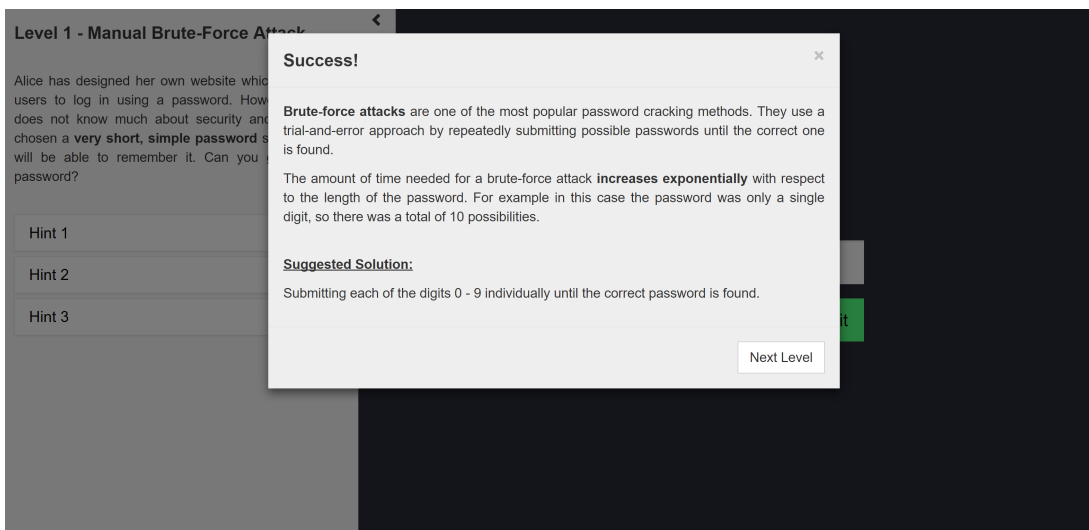 Level 1 - Manual Brute-Force Attack
Alice has designed her own website
users to log in using a password.
does not know much about security
chosen a very short, simple password
will be able to remember it. Can you
password?
Hint 1
Hint 2
Hint 3
Success!
×
Brute-force attacks are one of the most popular password cracking methods. They use a
trial-and-error approach by repeatedly submitting possible passwords until the correct one
is found.
The amount of time needed for a brute-force attack increases exponentially with respect
to the length of the password. For example in this case the password was only a single
digit, so there was a total of 10 possibilities.
Suggested Solution:
Submitting each of the digits 0 - 9 individually until the correct password is found.
Next Level